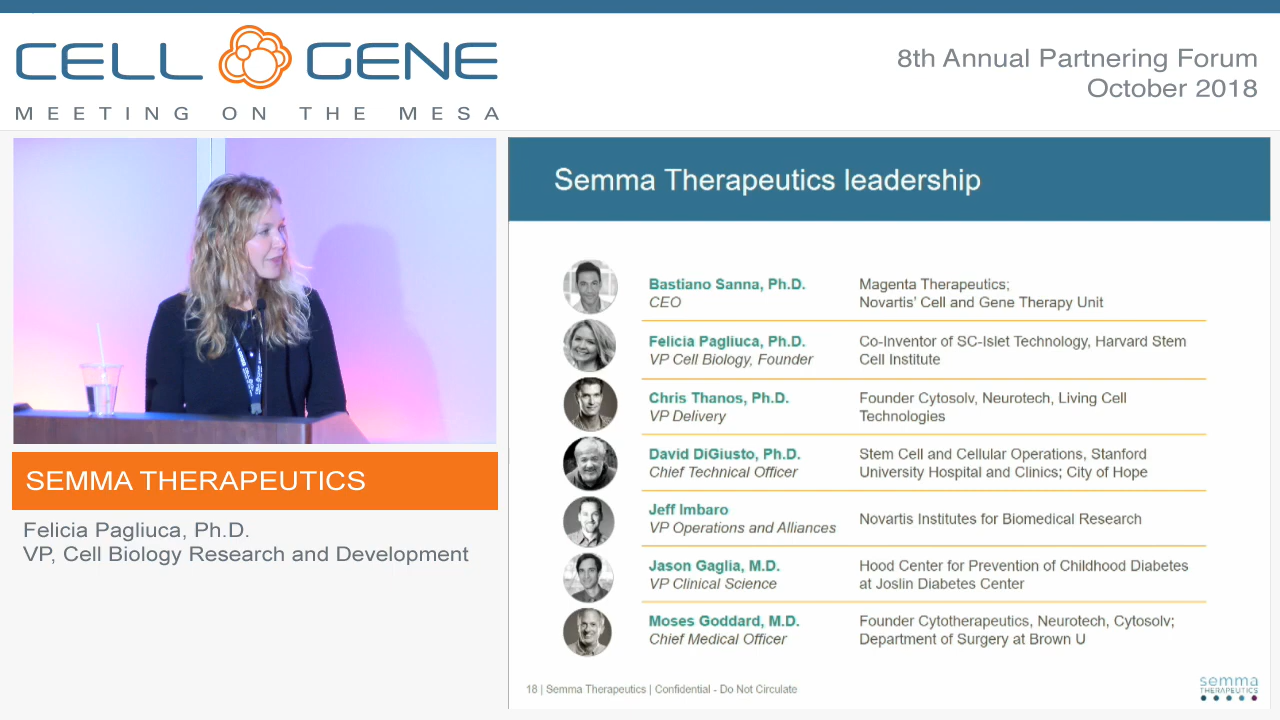 CELL GENE
MEETING ON THE MESA
8th Annual Partnering Forum
October 2018
SEMMA THERAPEUTICS
Felicia Pagliuca, Ph.D.
VP, Cell Biology Research and Development
Semma Therapeutics leadership
Bastiano Sanna, Ph.D.
CEO
Magenta Therapeutics;
Novartis' Cell and Gene Therapy Unit
Felicia Pagliuca, Ph.D.
VP Cell Biology, Founder
Co-Inventor of SC-Islet Technology, Harvard Stem
Cell Institute
Chris Thanos, Ph.D.
VP Delivery
Founder Cytosolv, Neurotech, Living Cell
Technologies
David DiGiusto, Ph.D.
Chief Technical Officer
Stem Cell and Cellular Operations, Stanford
University Hospital and Clinics; City of Hope
Jeff Imbaro
VP Operations and Alliances
Novartis Institutes for Biomedical Research
Jason Gaglia, M.D.
VP Clinical Science
Hood Center for Prevention of Childhood Diabetes
at Joslin Diabetes Center
Moses Goddard, M.D.
Chief Medical Officer
Founder Cytotherapeutics, Neurotech, Cytosolv;
Department of Surgery at Brown U
18 | Semma Therapeutics | Confidential - Do Not Circulate
semma
THERAPEUTICS